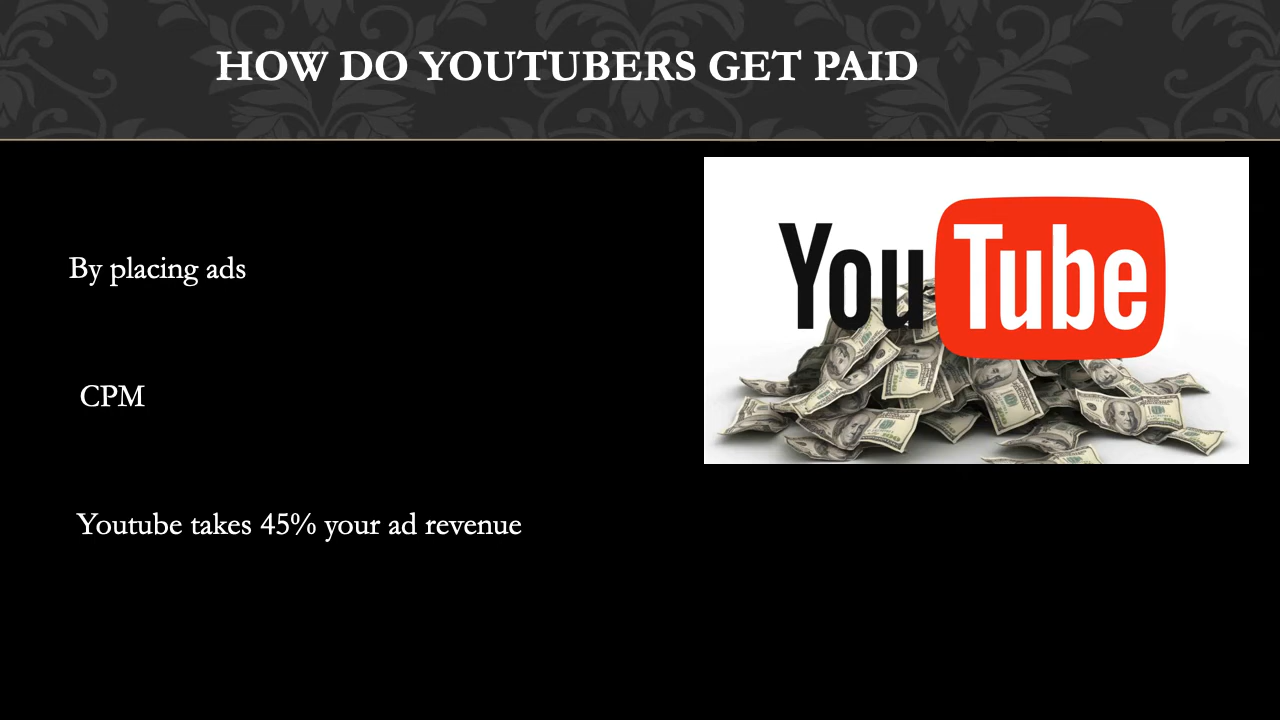 HOW DO YOUTUBERS GET PAID
By placing ads
CPM
Youtube takes 45% your ad revenue
YouTube